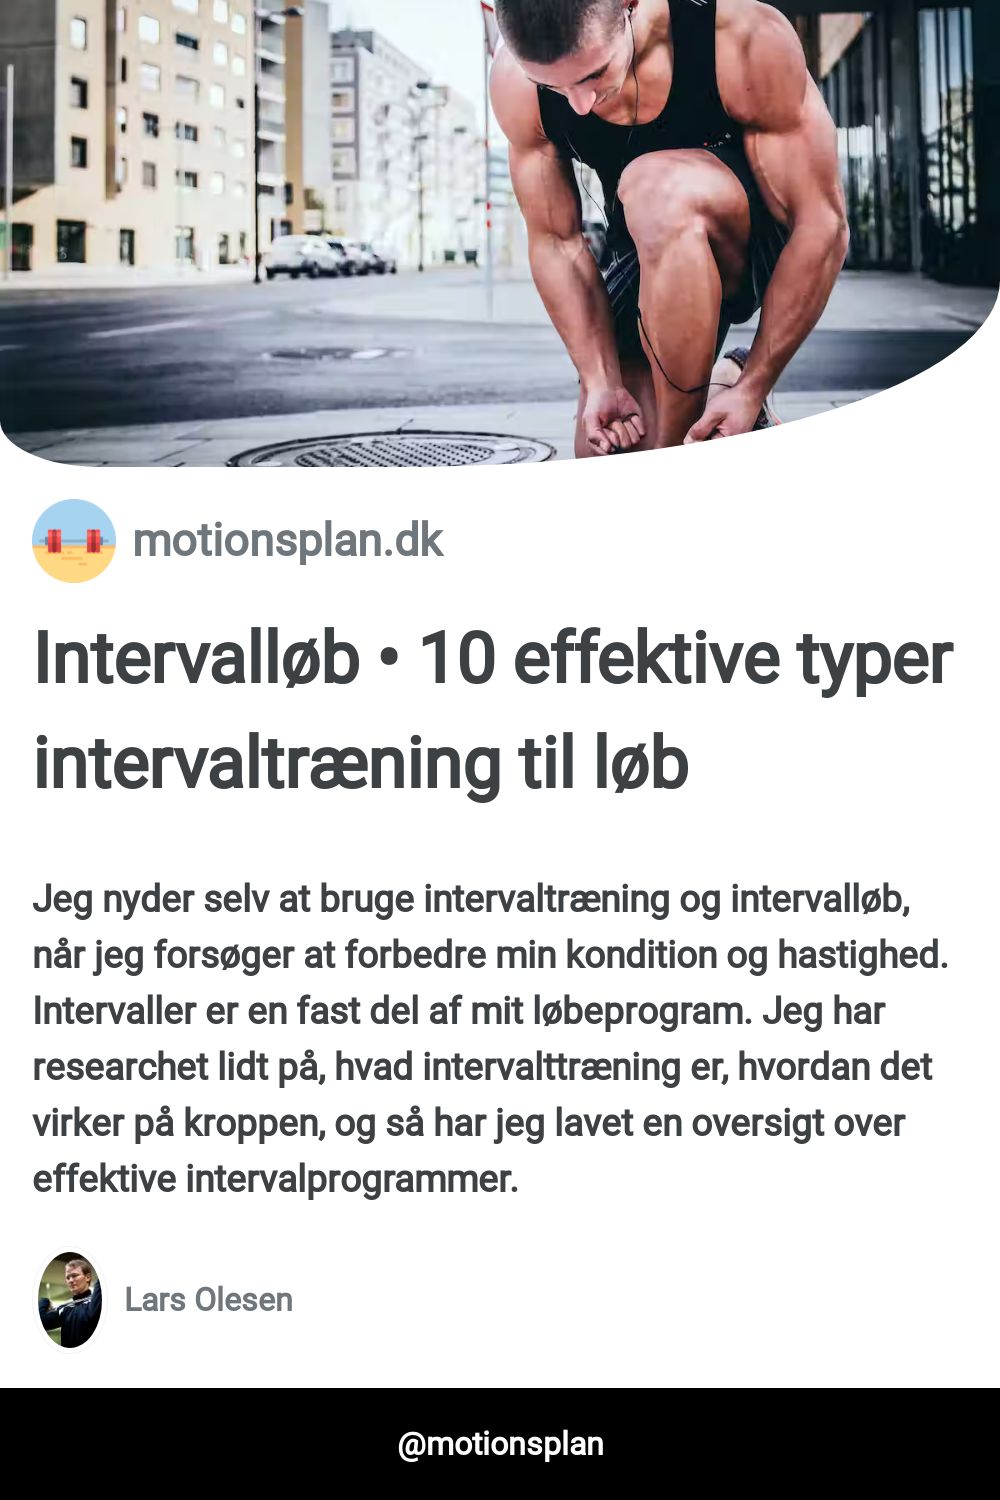 motionsplan.dk
Intervalløb • 10 effektive typer
intervaltræning til løb
Jeg nyder selv at bruge intervaltræning og intervalløb,
når jeg forsøger at forbedre min kondition og hastighed.
Intervaller er en fast del af mit løbeprogram. Jeg har
researchet lidt på, hvad intervalttræning er, hvordan det
virker på kroppen, og så har jeg lavet en oversigt over
effektive intervalprogrammer.
Lars Olesen
@motionsplan